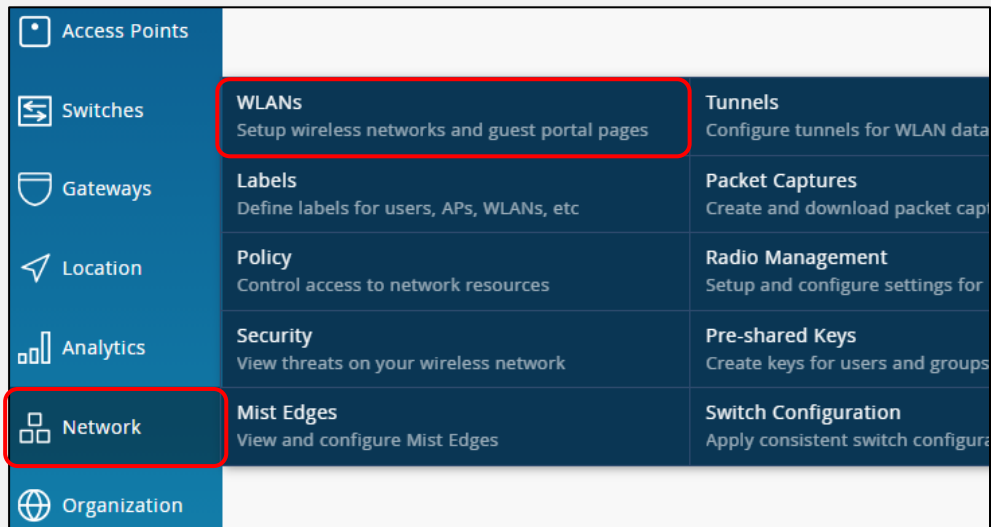 Access Points
Switches
Gateways
Location
Analytics
Network
Organization
WLANs
Setup wireless networks and guest portal pages
Labels
Define labels for users, APs, WLANs, etc
Policy
Control access to network resources
Security
View threats on your wireless network
Mist Edges
View and configure Mist Edges
Tunnels
Configure tunnels for WLAN data
Packet Captures
Create and download packet
Radio Management
Setup and configure settings for
Pre-shared Keys
Create keys for users and groups
Switch Configuration
Apply consistent switch